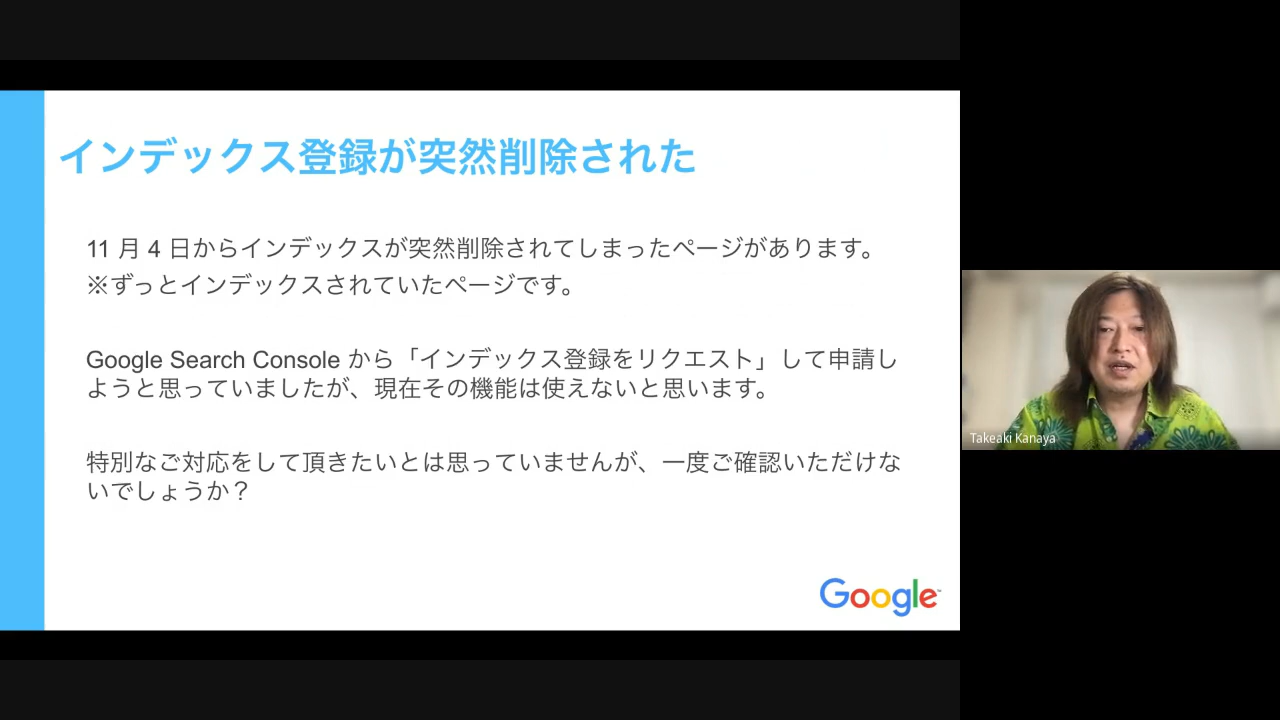 インデックス登録が突然削除された
11 月 4 日からインデックスが突然削除されてしまったページがあります。
※ずっとインデックスされていたページです。
Google Search Console から「インデックス登録をリクエスト」して申請し
ようと思っていましたが、現在その機能は使えないと思います。
特別なご対応をして頂きたいとは思っていませんが、一度ご確認いただけな
いでしょうか？
Google
Takeaki Kanaya